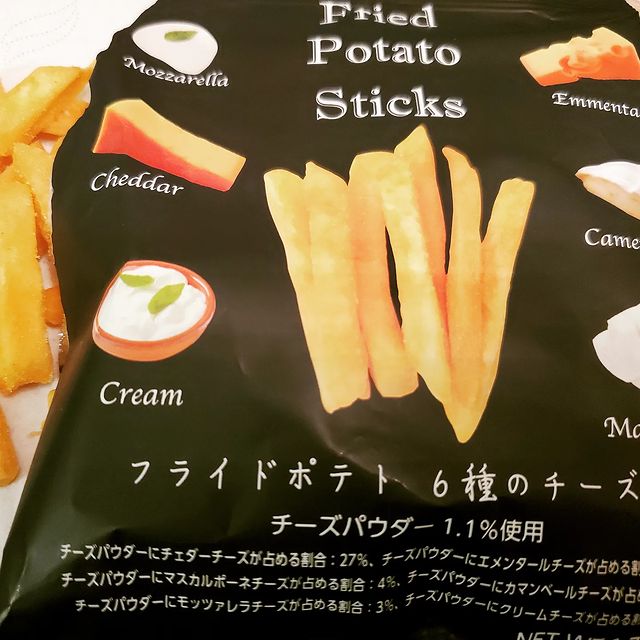 Fried
Potato
Sticks
Mozzarella
Emmenta
Cheddar
Came
Cream
Ma
フライドポテト 6種のチーズ
チーズパウダー 1.1%使用
チーズパウダーにチェダーチーズが占める割合:27%、チーズパウダーにエメンタールチーズが占める割
チーズパウダーにマスカルポーネチーズが占める割合:4%、チーズパウダーにカマンベールチーズが占め
チーズパウダーにモッツァレラチーズが占める割合:3%、チーズパウダーにクリームチーズが占める割
NET